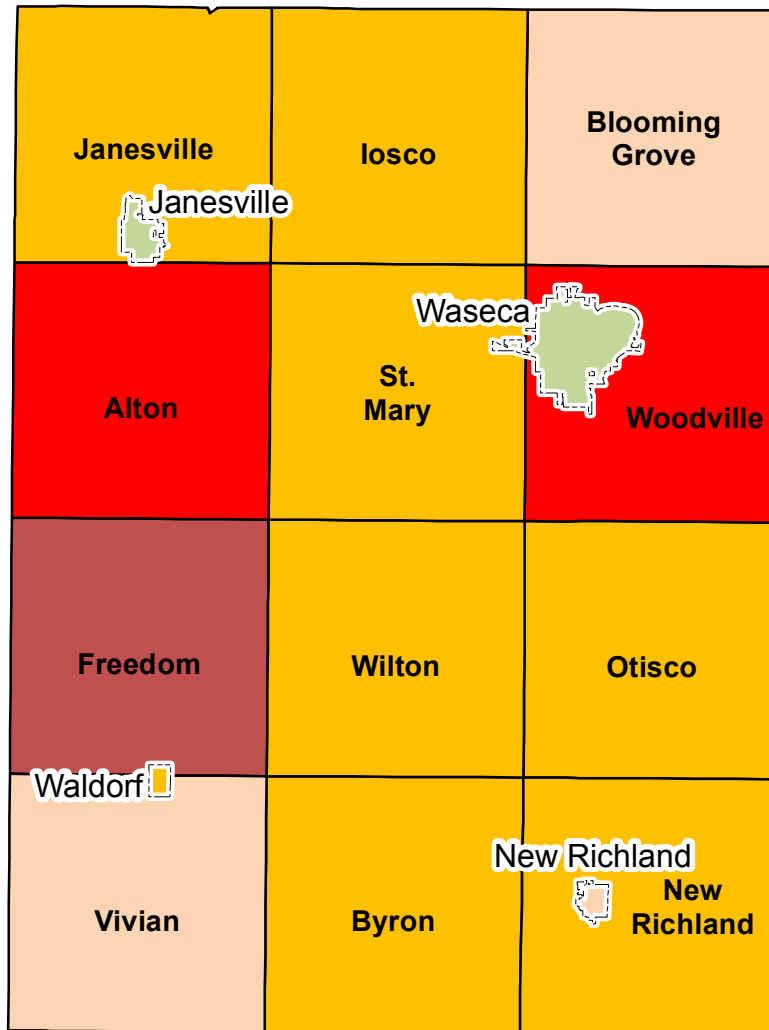 Janesville
Iosco
Blooming
Grove
Janesville
Waseca
Alton
St.
Mary
Woodville
Freedom
Wilton
Otisco
Waldorf
New Richland
Vivian
Byron
New
Richland